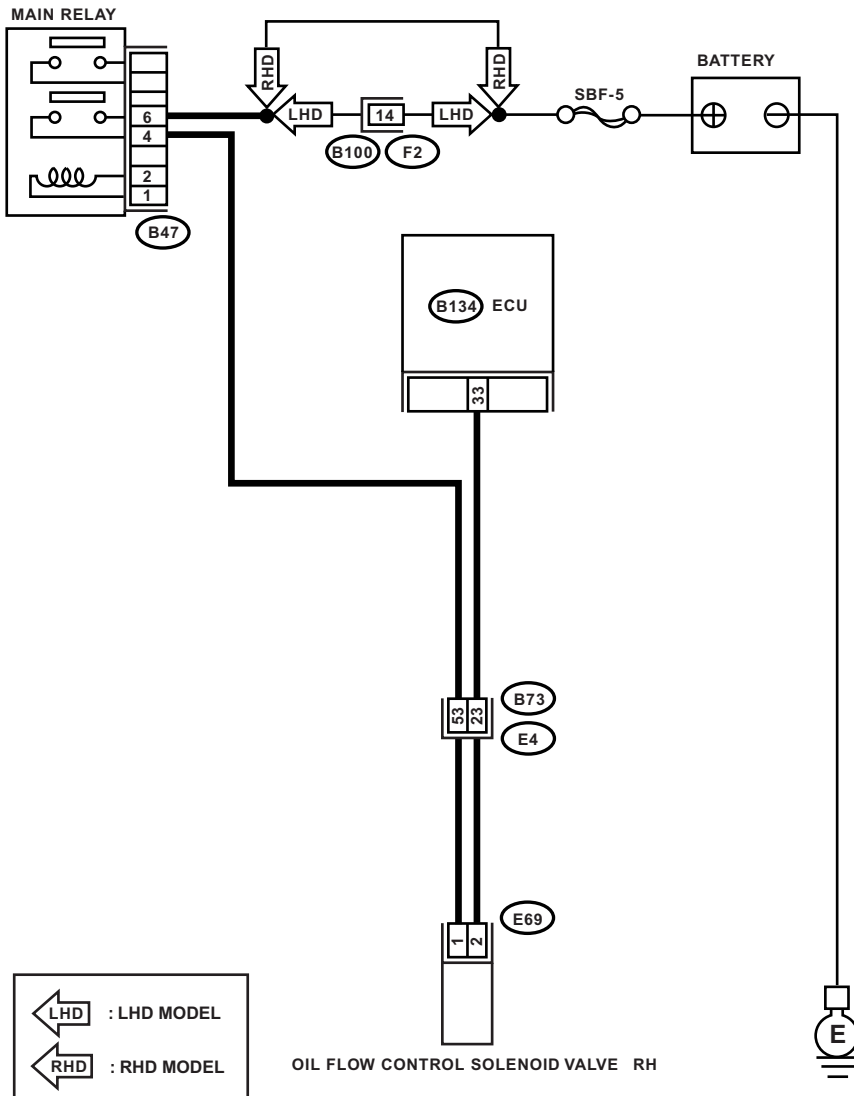 MAIN RELAY
RHD
RHD
BATTERY
SBF-5
LHD
14
LHD
6
4
2
1
B100
F2
B47
B134 ECU
33
53
23
B73
E4
E69
1
2
LHD : LHD MODEL
RHD : RHD MODEL
OIL FLOW CONTROL SOLENOID VALVE RH
E